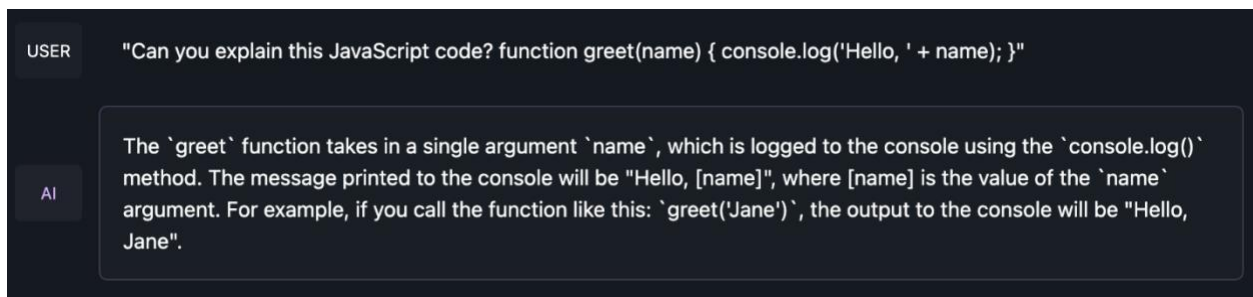 USER
"Can you explain this JavaScript code? function greet(name) { console.log('Hello, ' + name); }"
AI
The `greet` function takes in a single argument `name`, which is logged to the console using the `console.log()`
method. The message printed to the console will be "Hello, [name]", where [name] is the value of the `name`
argument. For example, if you call the function like this: `greet('Jane')`, the output to the console will be "Hello,
Jane".